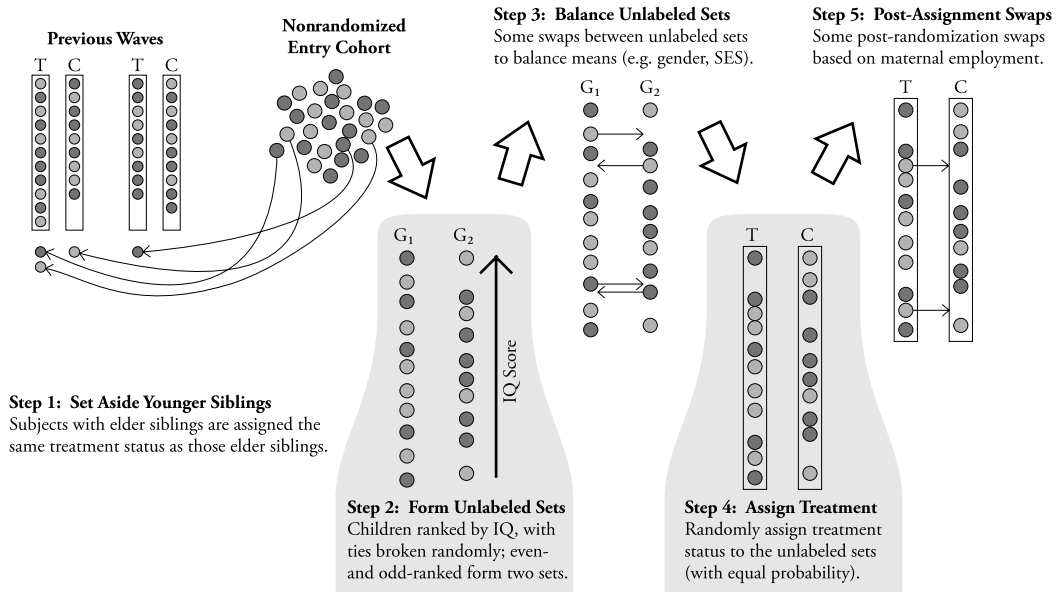 Previous Waves
T C T C
Nonrandomized
Entry Cohort
Step 1: Set Aside Younger Siblings
Subjects with elder siblings are assigned the
same treatment status as those elder siblings.
G₁ G₂
IQ Score
Step 2: Form Unlabeled Sets
Children ranked by IQ, with
ties broken randomly; even-
and odd-ranked form two sets.
Step 3: Balance Unlabeled Sets
Some swaps between unlabeled sets
to balance means (e.g. gender, SES).
G₁ G₂
T C
Step 4: Assign Treatment
Randomly assign treatment
status to the unlabeled sets
(with equal probability).
Step 5: Post-Assignment Swaps
Some post-randomization swaps
based on maternal employment.
T C